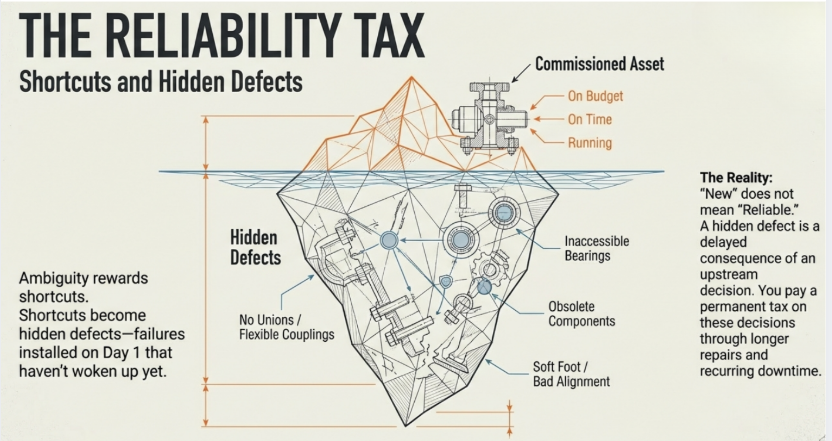 THE RELIABILITY TAX
Shortcuts and Hidden Defects
Commissioned Asset
On Budget
On Time
Running
Hidden
Defects
No Unions /
Flexible Couplings
Inaccessible
Bearings
Obsolete
Components
Soft Foot /
Bad Alignment
Ambiguity rewards
shortcuts.
Shortcuts become
hidden defects—failures
installed on Day 1 that
haven't woken up yet.
The Reality:
"New" does not
mean "Reliable."
A hidden defect is a
delayed
consequence of an
upstream
decision. You pay a
permanent tax on
these decisions
through longer
repairs and
recurring downtime.